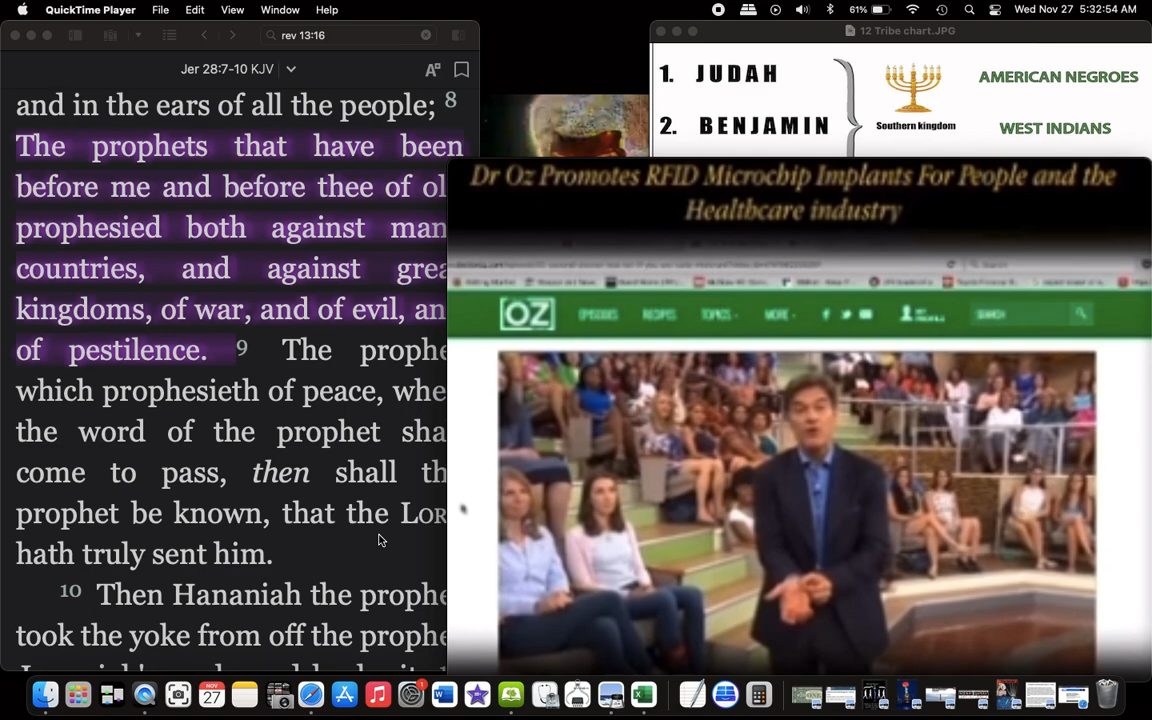 QuickTime Player File Edit View Window Help
61% Wed Nov 27 5:32:54 AM
rev 13:16
Jer 28:7-10 KJV
and in the ears of all the people; 8
The prophets that have been
before me and before thee of ol
prophesied both against man
countries, and against grea
kingdoms, of war, and of evil, an
of pestilence. 9 The prophe
which prophesieth of peace, whe
the word of the prophet sha
come to pass, then shall th
prophet be known, that the LOR
hath truly sent him.
10 Then Hananiah the prophe
took the yoke from off the prophe
12 Tribe chart.JPG
1. JUDAH
AMERICAN NEGROES
2. BENJAMIN
Southern kingdom
WEST INDIANS
Dr Oz Promotes RFID Microchip Implants For People and the
Healthcare industry
OZ EPISODES RECIPES TOPICS MORE SEARCH
NOV
27